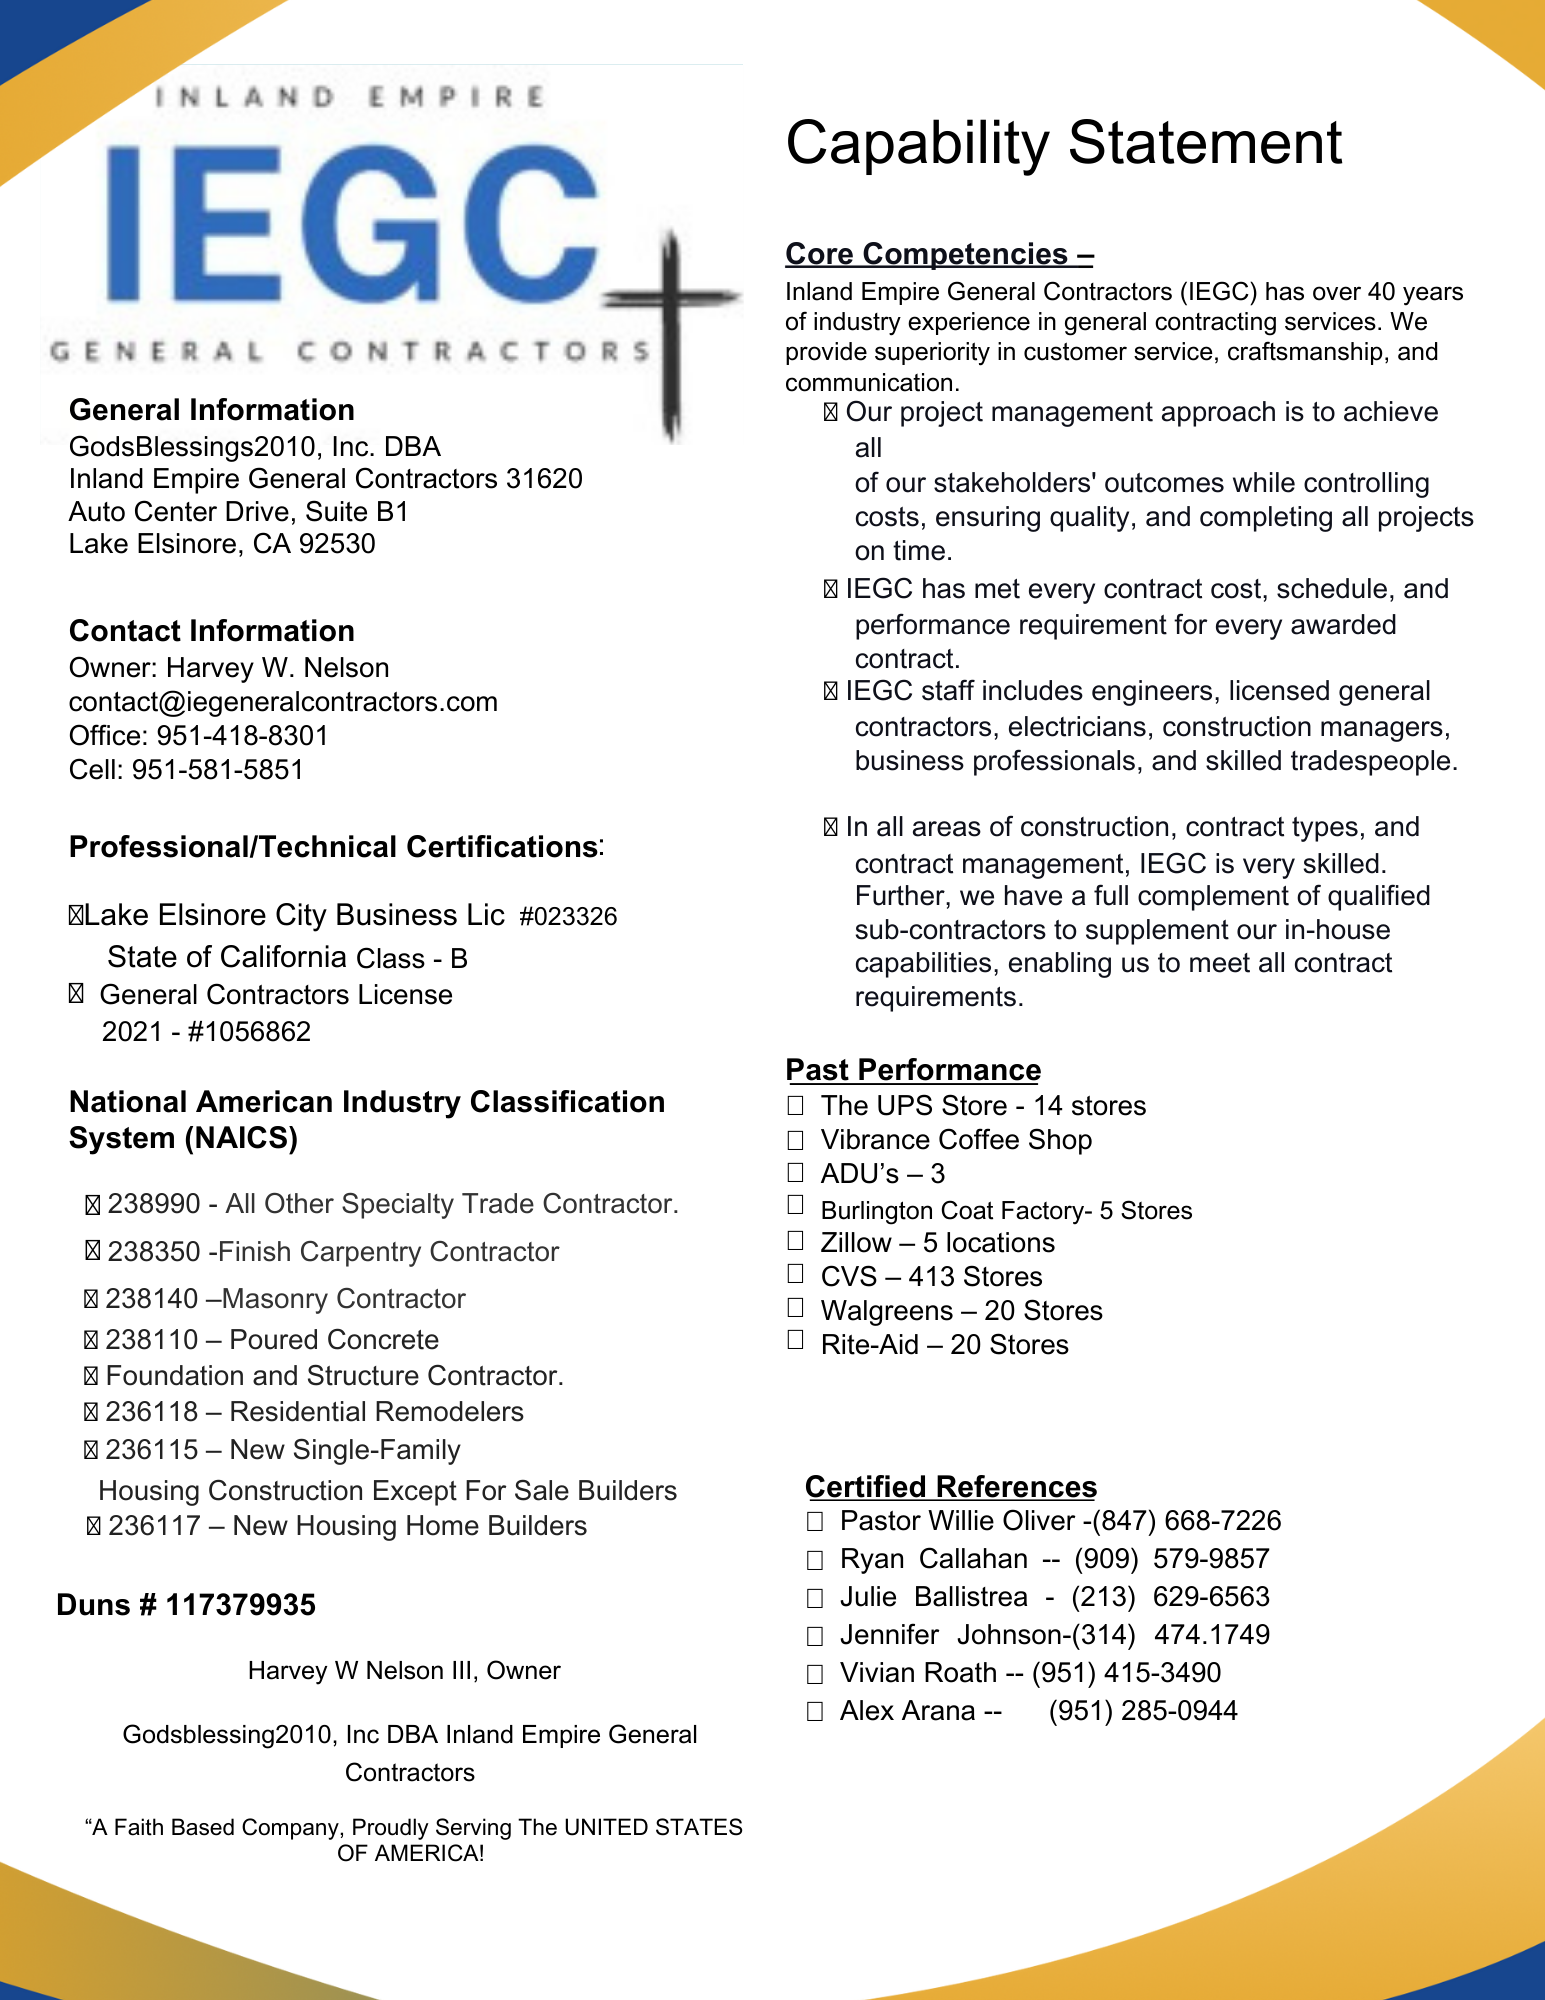 INLAND EMPIRE
IEGC
GENERAL CONTRACTORS
General Information
GodsBlessings2010, Inc. DBA
Inland Empire General Contractors 31620
Auto Center Drive, Suite B1
Lake Elsinore, CA 92530
Contact Information
Owner: Harvey W. Nelson
contact@iegeneralcontractors.com
Office: 951-418-8301
Cell: 951-581-5851
Professional/Technical Certifications:
Lake Elsinore City Business Lic #023326
State of California Class - B
General Contractors License
2021 - #1056862
National American Industry Classification
System (NAICS)
238990 - All Other Specialty Trade Contractor.
238350 -Finish Carpentry Contractor
238140 –Masonry Contractor
238110 – Poured Concrete
Foundation and Structure Contractor.
236118 – Residential Remodelers
236115 – New Single-Family
Housing Construction Except For Sale Builders
236117 – New Housing Home Builders
Duns # 117379935
Harvey W Nelson III, Owner
Godsblessing2010, Inc DBA Inland Empire General
Contractors
“A Faith Based Company, Proudly Serving The UNITED STATES
OF AMERICA!
Capability Statement
Core Competencies –
Inland Empire General Contractors (IEGC) has over 40 years
of industry experience in general contracting services. We
provide superiority in customer service, craftsmanship, and
communication.
Our project management approach is to achieve
all
of our stakeholders' outcomes while controlling
costs, ensuring quality, and completing all projects
on time.
IEGC has met every contract cost, schedule, and
performance requirement for every awarded
contract.
IEGC staff includes engineers, licensed general
contractors, electricians, construction managers,
business professionals, and skilled tradespeople.
In all areas of construction, contract types, and
contract management, IEGC is very skilled.
Further, we have a full complement of qualified
sub-contractors to supplement our in-house
capabilities, enabling us to meet all contract
requirements.
Past Performance
The UPS Store - 14 stores
Vibrance Coffee Shop
ADU’s – 3
Burlington Coat Factory- 5 Stores
Zillow – 5 locations
CVS – 413 Stores
Walgreens – 20 Stores
Rite-Aid – 20 Stores
Certified References
Pastor Willie Oliver -(847) 668-7226
Ryan Callahan -- (909) 579-9857
Julie Ballistrea - (213) 629-6563
Jennifer Johnson-(314) 474.1749
Vivian Roath -- (951) 415-3490
Alex Arana -- (951) 285-0944